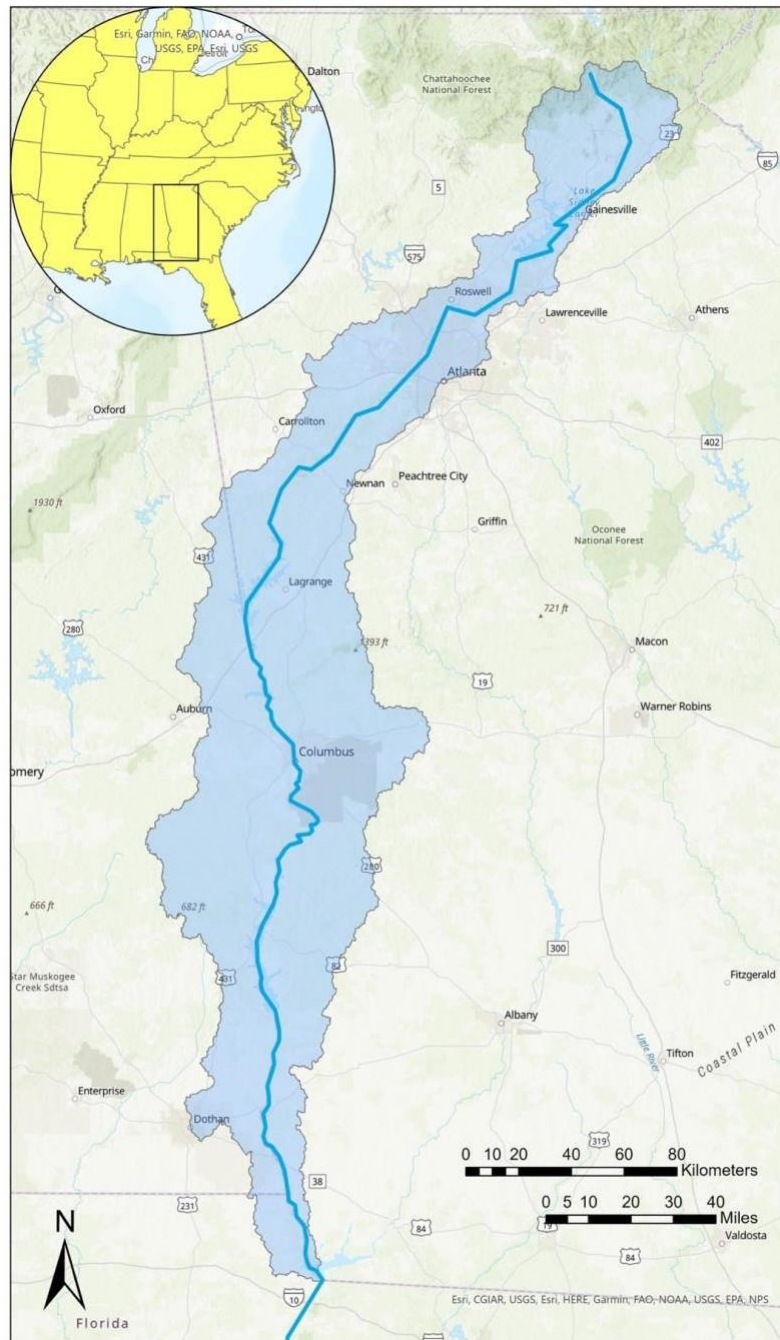 Esri, Garmin, FAO, NOAA,
USGS, EPA, Esri, USGS
Dalton
Chattahoochee
National Forest
23
85
5
Gainesville
575
Roswell
Lawrenceville
Athens
Atlanta
Oxford
Carrollton
402
Newnan
Peachtree City
1930 ft
Griffin
Oconee
National Forest
431
Lagrange
721 ft
280
1393 ft
Macon
19
Auburn
Warner Robins
Columbus
omery
280
682 ft
666 ft
300
82
431
Star Muskogee
Creek Sdtsa
Fitzgerald
Albany
Little River
Tifton
Coastal Plain
Enterprise
Dothan
319
0 10 20 40 60 80
Kilometers
38
231
0 5 10 20 30 40
Miles
84
19
Valdosta
84
N
10
Esri, CGIAR, USGS, Esri, HERE, Garmin, FAO, NOAA, USGS, EPA, NPS
Florida